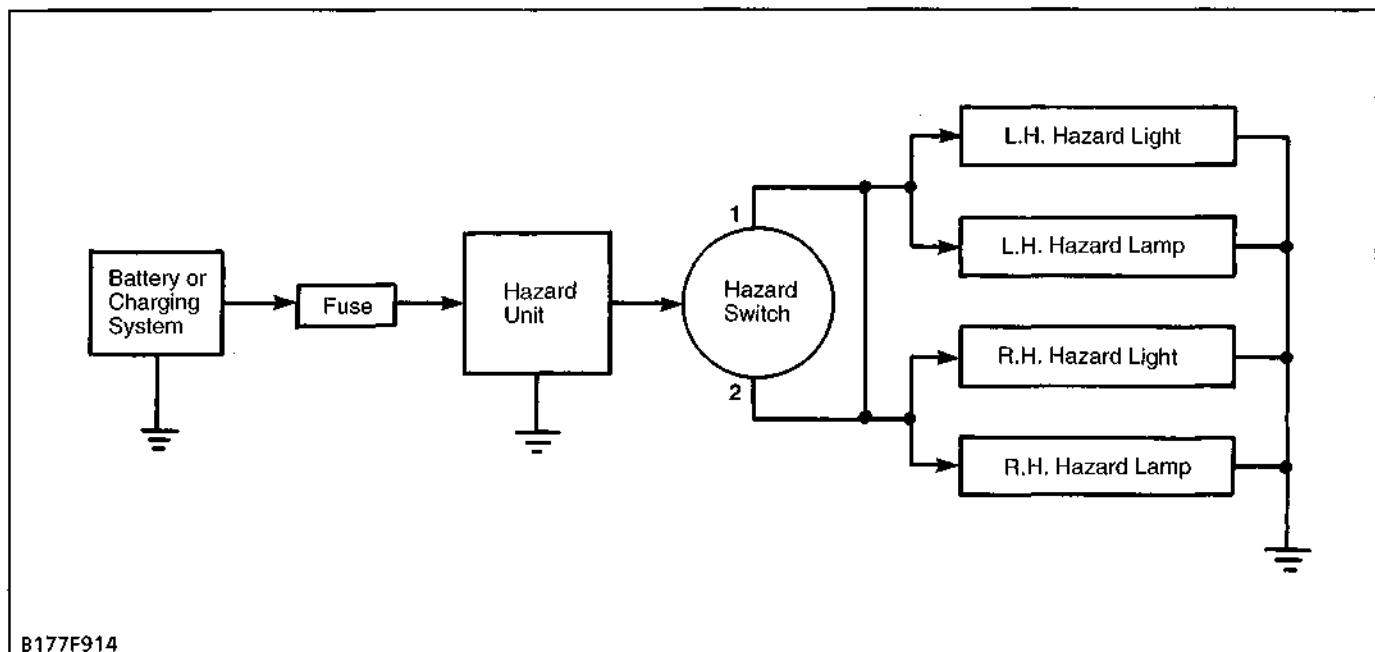 L.H. Hazard Light
1
L.H. Hazard Lamp
Battery or
Charging
System
Fuse
Hazard
Unit
Hazard
Switch
R.H. Hazard Light
2
R.H. Hazard Lamp
B177F914